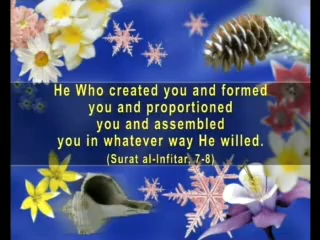 He Who created you and formed
you and proportioned
you and assembled
you in whatever way He willed.
(Surat al-Infitar, 7-8)